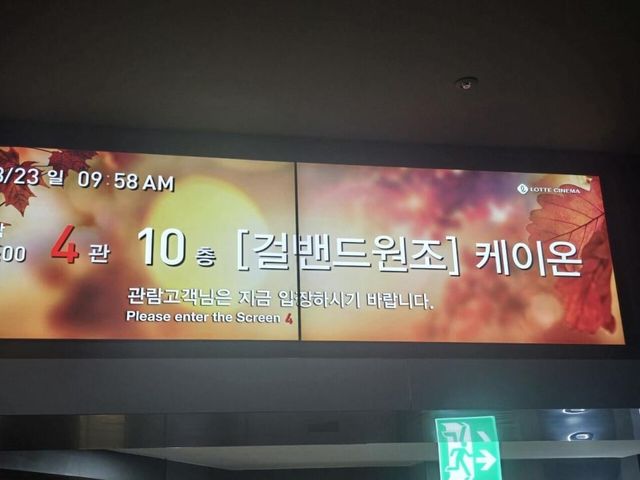 8/23 일 09:58 AM
LOTTE CINEMA
:00 4 관 10 층 [걸밴드원조] 케이온
관람고객님은 지금 입장하시기 바랍니다.
Please enter the Screen 4